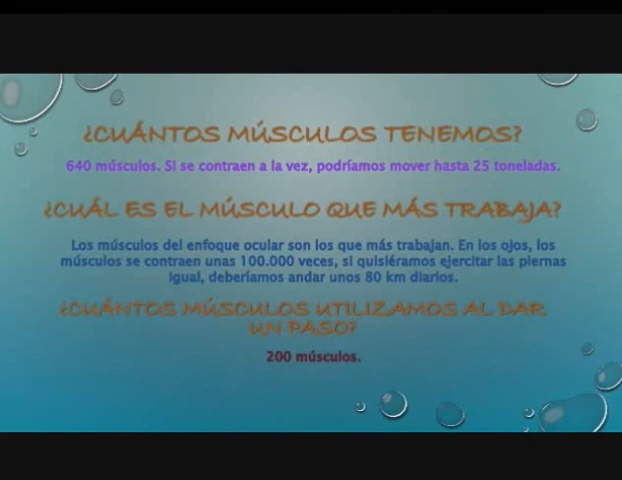 ¿CUÁNTOS MÚSCULOS TENEMOS?
640 músculos. Si se contraen a la vez, podríamos mover hasta 25 toneladas.
¿CUÁL ES EL MÚSCULO QUE MÁS TRABAJA?
Los músculos del enfoque ocular son los que más trabajan. En los ojos, los
músculos se contraen unas 100.000 veces, si quisiéramos ejercitar las piernas
igual, deberíamos andar unos 80 km diarios.
¿CUÁNTOS MÚSCULOS UTILIZAMOS AL DAR
UN PASO?
200 músculos.